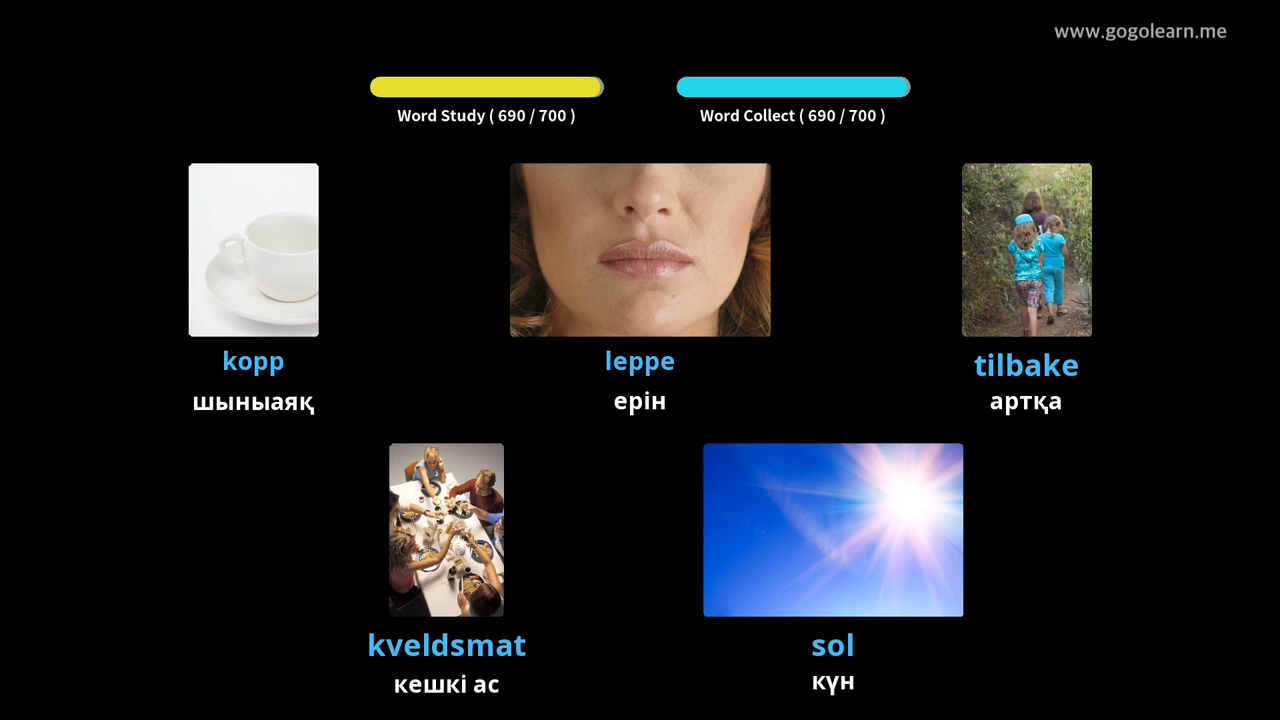 www.gogolearn.me
Word Study ( 690 / 700 )
Word Collect ( 690 / 700 )
kopp
шыныаяқ
leppe
ерін
tilbake
артқа
kveldsmat
кешкі ас
sol
күн